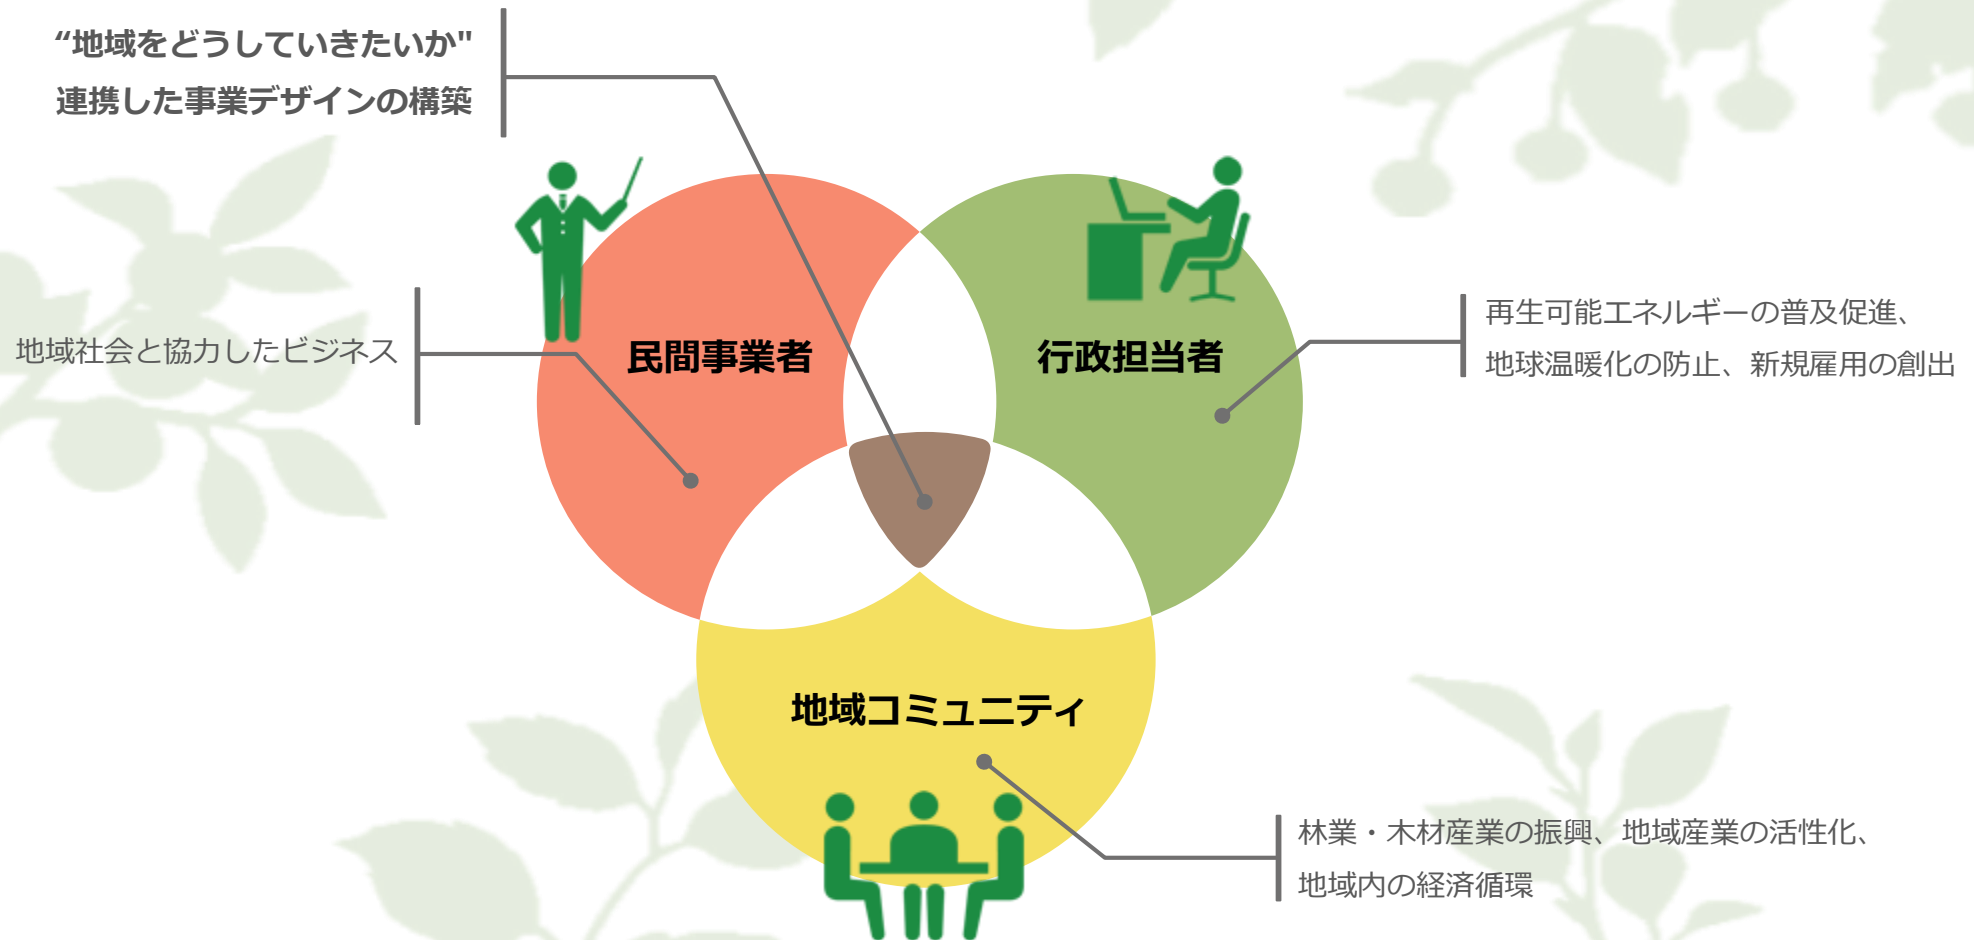 “地域をどうしていきたいか"
連携した事業デザインの構築
地域社会と協力したビジネス
民間事業者
行政担当者
再生可能エネルギーの普及促進、
地球温暖化の防止、新規雇用の創出
地域コミュニティ
林業・木材産業の振興、地域産業の活性化、
地域内の経済循環